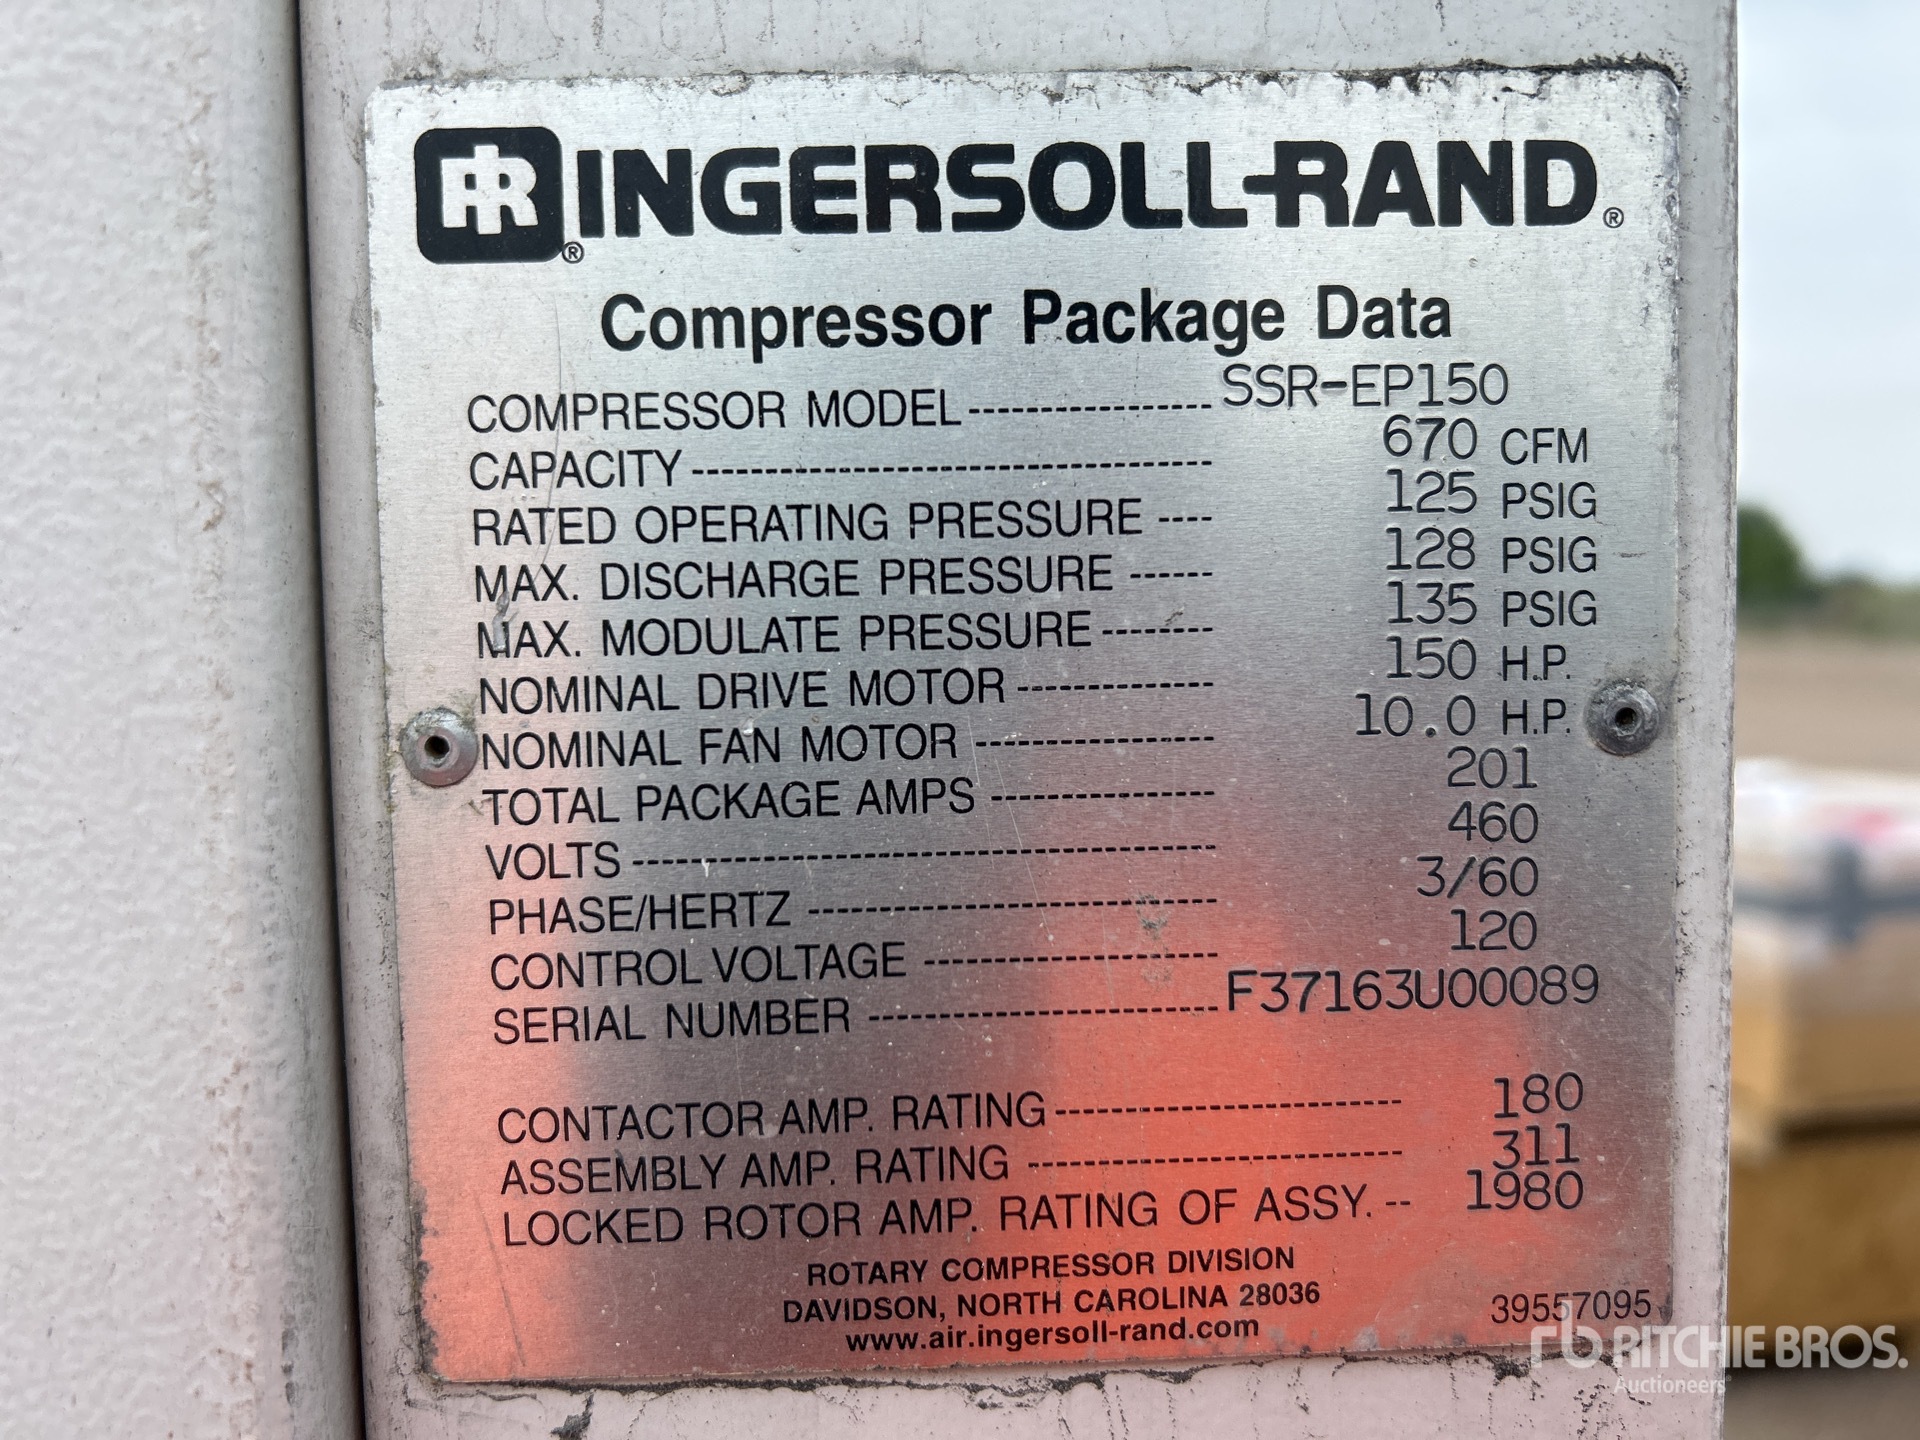 IR® INGERSOLL-RAND®
Compressor Package Data
COMPRESSOR MODEL ----------------- SSR-EP150
CAPACITY ------------------------------------ 670 CFM
RATED OPERATING PRESSURE ---- 125 PSIG
MAX. DISCHARGE PRESSURE ------ 128 PSIG
MAX. MODULATE PRESSURE -------- 135 PSIG
NOMINAL DRIVE MOTOR -------------- 150 H.P.
NOMINAL FAN MOTOR ----------------- 10.0 H.P.
TOTAL PACKAGE AMPS ---------------- 201
VOLTS ----------------------------------------- 460
PHASE/HERTZ ----------------------------- 3/60
CONTROL VOLTAGE --------------------- 120
SERIAL NUMBER ------------------------- F37163U00089
CONTACTOR AMP. RATING ------------------------------ 180
ASSEMBLY AMP. RATING --------------------------------- 311
LOCKED ROTOR AMP. RATING OF ASSY. -- 1980
ROTARY COMPRESSOR DIVISION
DAVIDSON, NORTH CAROLINA 28036
www.air.ingersoll-rand.com
39557095
rb RITCHIE BROS.
Auctioneers